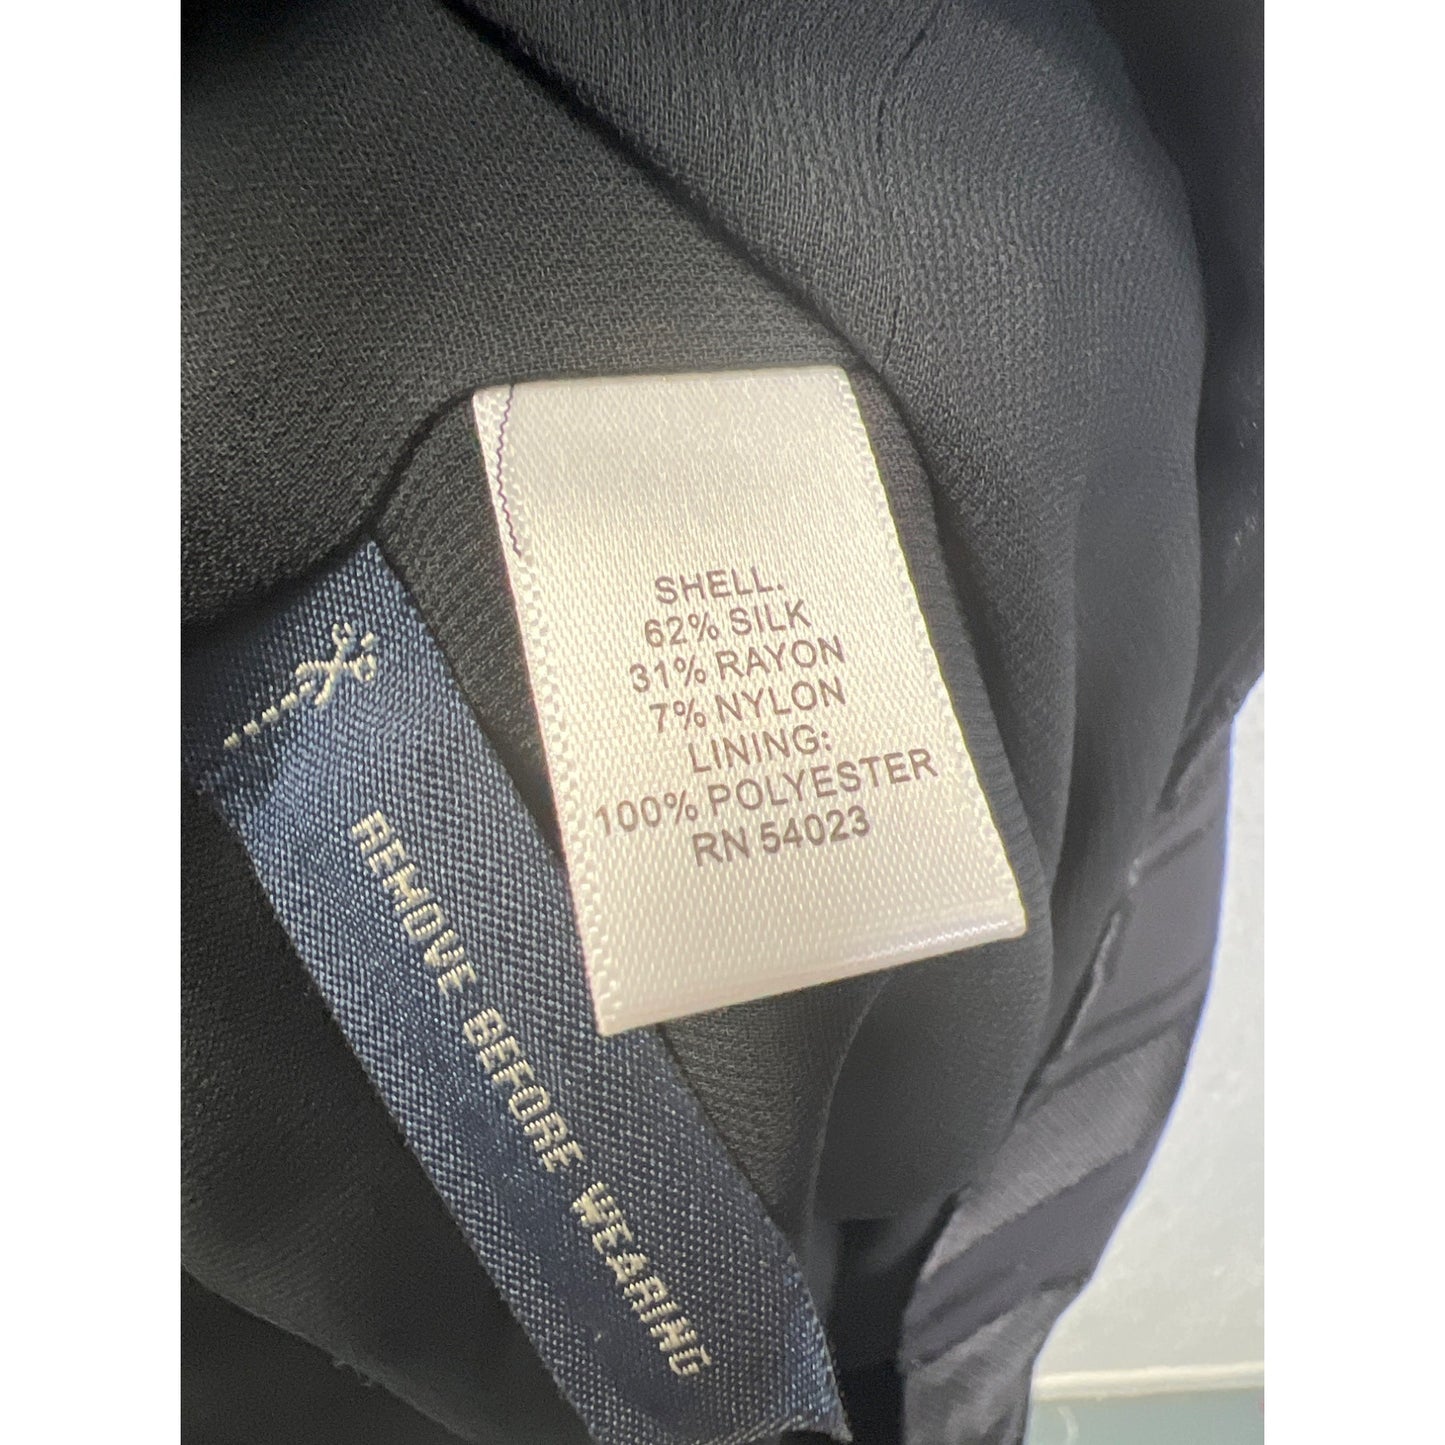 SHELL.
62% SILK
31% RAYON
7% NYLON
LINING:
100% POLYESTER
RN 54023
REMOVE BEFORE WEARING